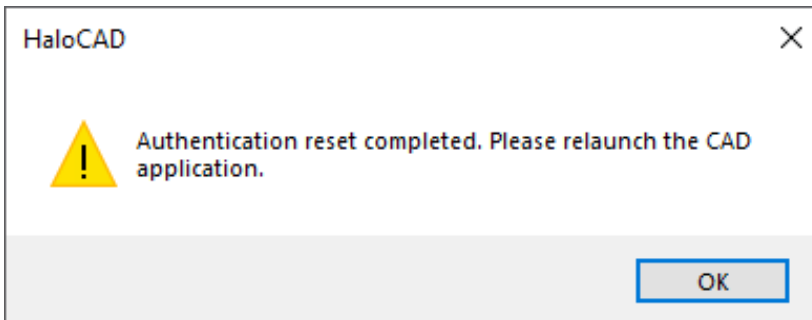 HaloCAD
Authentication reset completed. Please relaunch the CAD
application.
OK